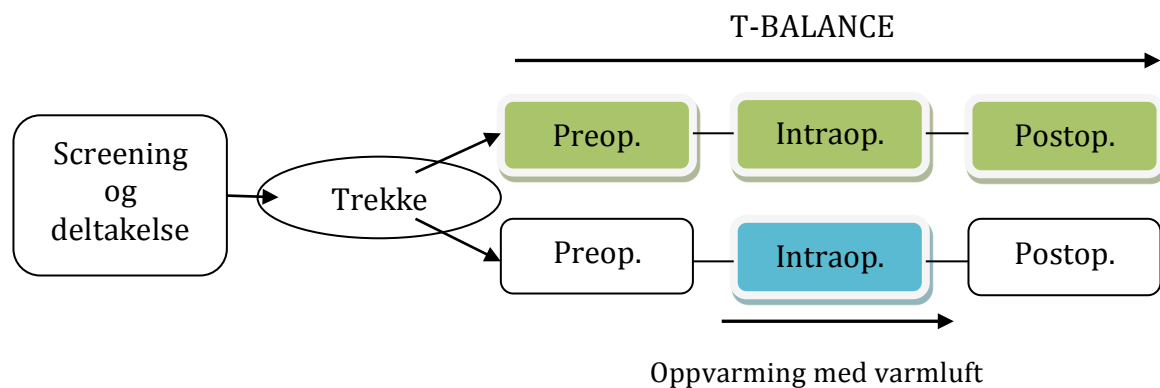 T-BALANCE
Screening
og
deltakelse
Trekke
Preop.
Intraop.
Postop.
Preop.
Intraop.
Postop.
Oppvarming med varmluft